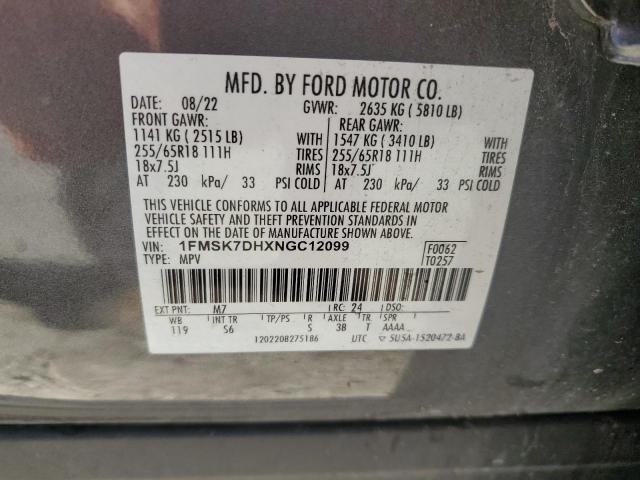 MFD. BY FORD MOTOR CO.
DATE: 08/22 GVWR: 2635 KG (5810 LB)
FRONT GAWR: REAR GAWR:
1141 KG (2515 LB) WITH 1547 KG (3410 LB) WITH
255/65R18 111H TIRES 255/65R18 111H TIRES
18x7.5J RIMS 18x7.5J RIMS
AT 230 kPa/ 33 PSI COLD AT 230 kPa/ 33 PSI COLD
THIS VEHICLE CONFORMS TO ALL APPLICABLE FEDERAL MOTOR
VEHICLE SAFETY AND THEFT PREVENTION STANDARDS IN
EFFECT ON THE DATE OF MANUFACTURE SHOWN ABOVE.
VIN: 1FMSK7DHXNGC12099 F0062
TYPE: MPV T0257
EXT PNT: M7 RC: 24 DSO:
WB INT TR TP/PS R AXLE TR SPR
119 S6 S 3B T AAAA
1202208275186 UTC ▽ 5U5A-1520472-BA